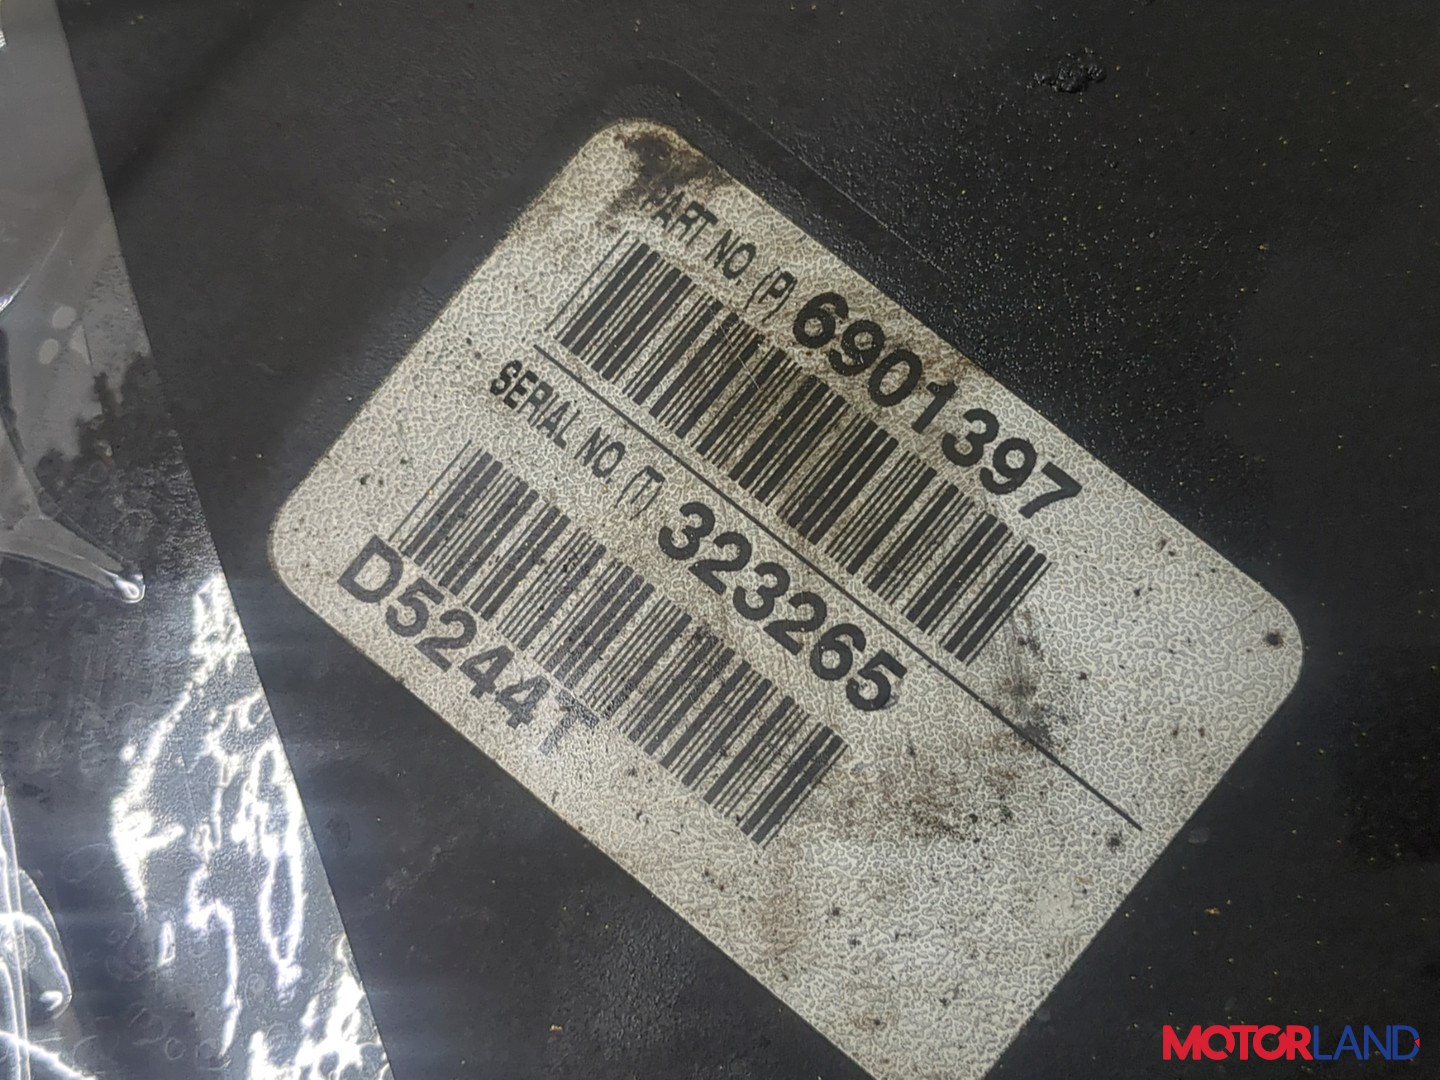 PART NO. (P) 6901397
SERIAL NO. (T) 323265
D5244T
MOTORLAND